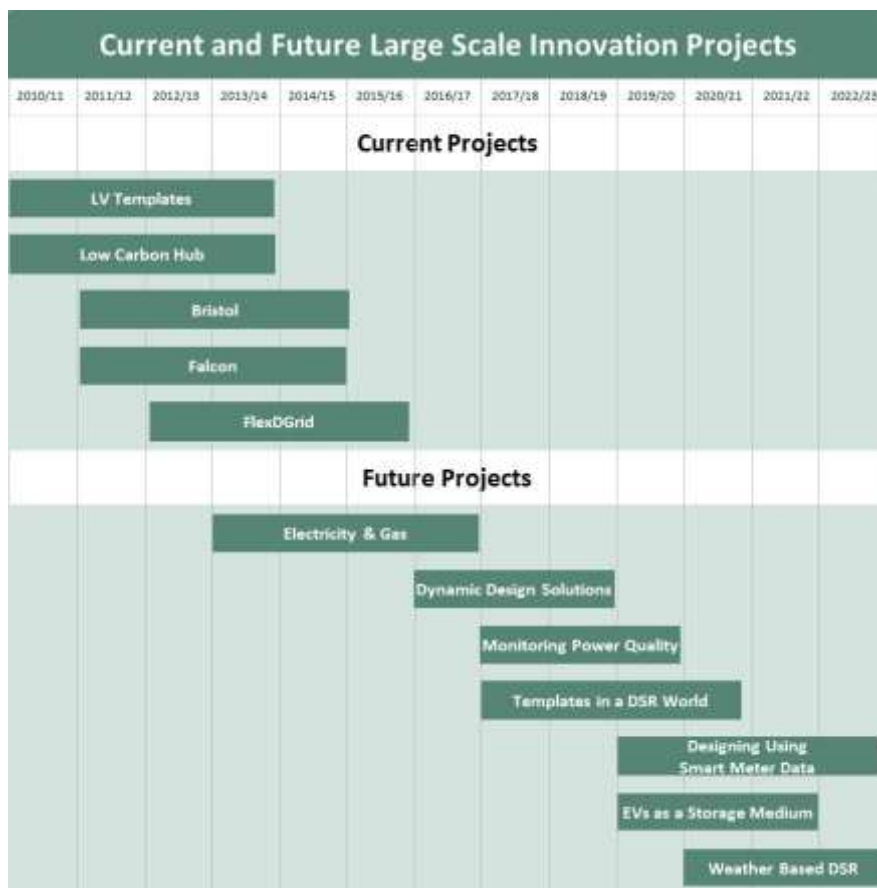 Current and Future Large Scale Innovation Projects
2010/11 2011/12 2012/13 2013/14 2014/15 2015/16 2016/17 2017/18 2018/19 2019/20 2020/21 2021/22 2022/23
Current Projects
LV Templates
Low Carbon Hub
Bristol
Falcon
FlexDGrid
Future Projects
Electricity & Gas
Dynamic Design Solutions
Monitoring Power Quality
Templates in a DSR World
Designing Using
Smart Meter Data
EVs as a Storage Medium
Weather Based DSR